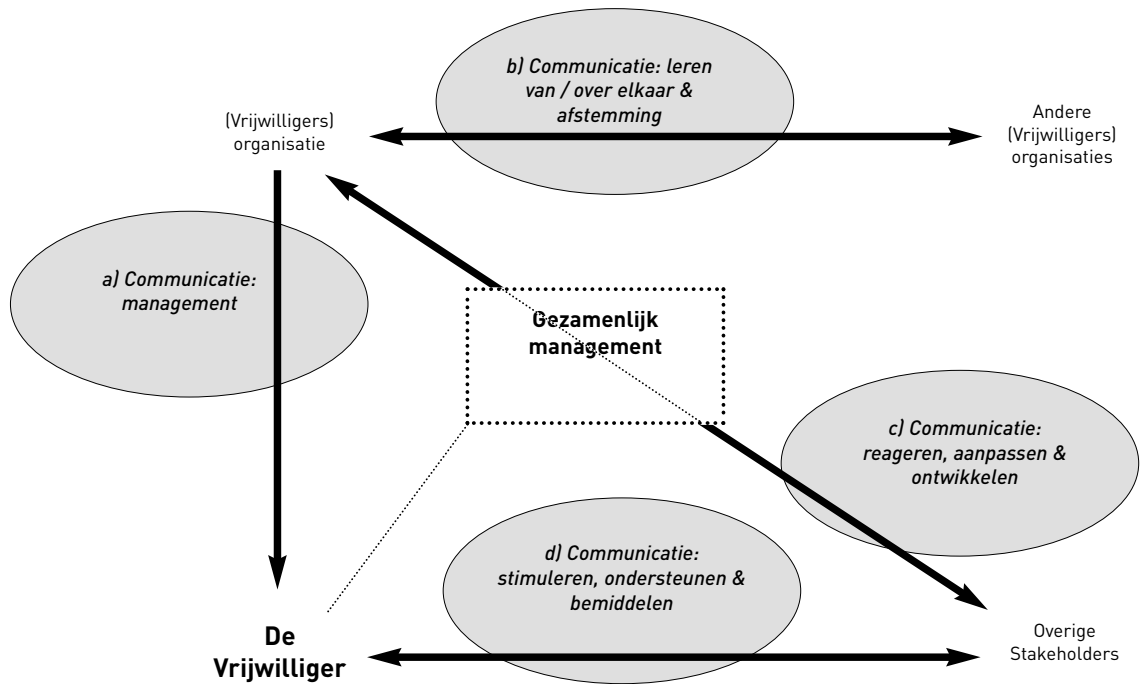 b) Communicatie: leren
van / over elkaar &
afstemming
(Vrijwilligers)
organisatie
Andere
(Vrijwilligers)
organisaties
a) Communicatie:
management
Gezamenlijk
management
c) Communicatie:
reageren, aanpassen &
ontwikkelen
d) Communicatie:
stimuleren, ondersteunen &
bemiddelen
De
Vrijwilliger
Overige
Stakeholders